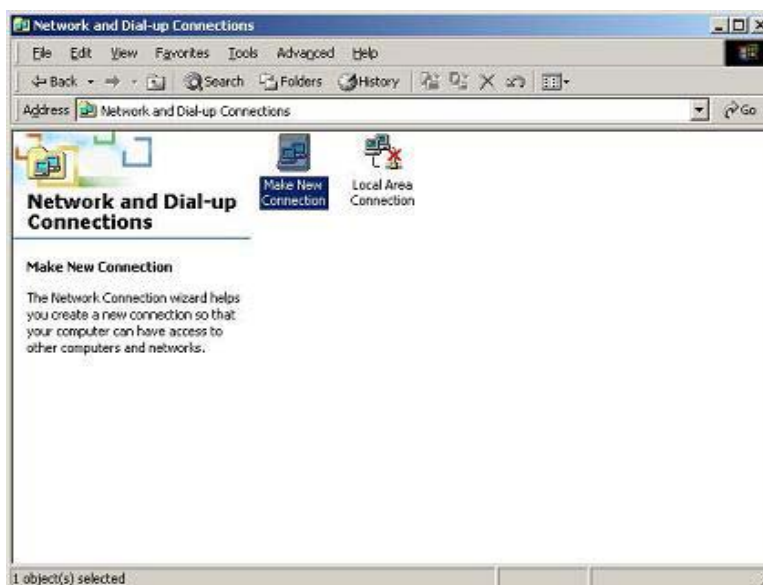 Network and Dial-up Connections
File Edit View Favorites Tools Advanced Help
Back Search Folders History
Address Network and Dial-up Connections Go
Make New Connection
Local Area Connection
Network and Dial-up
Connections
Make New Connection
The Network Connection wizard helps
you create a new connection so that
your computer can have access to
other computers and networks.
1 object(s) selected